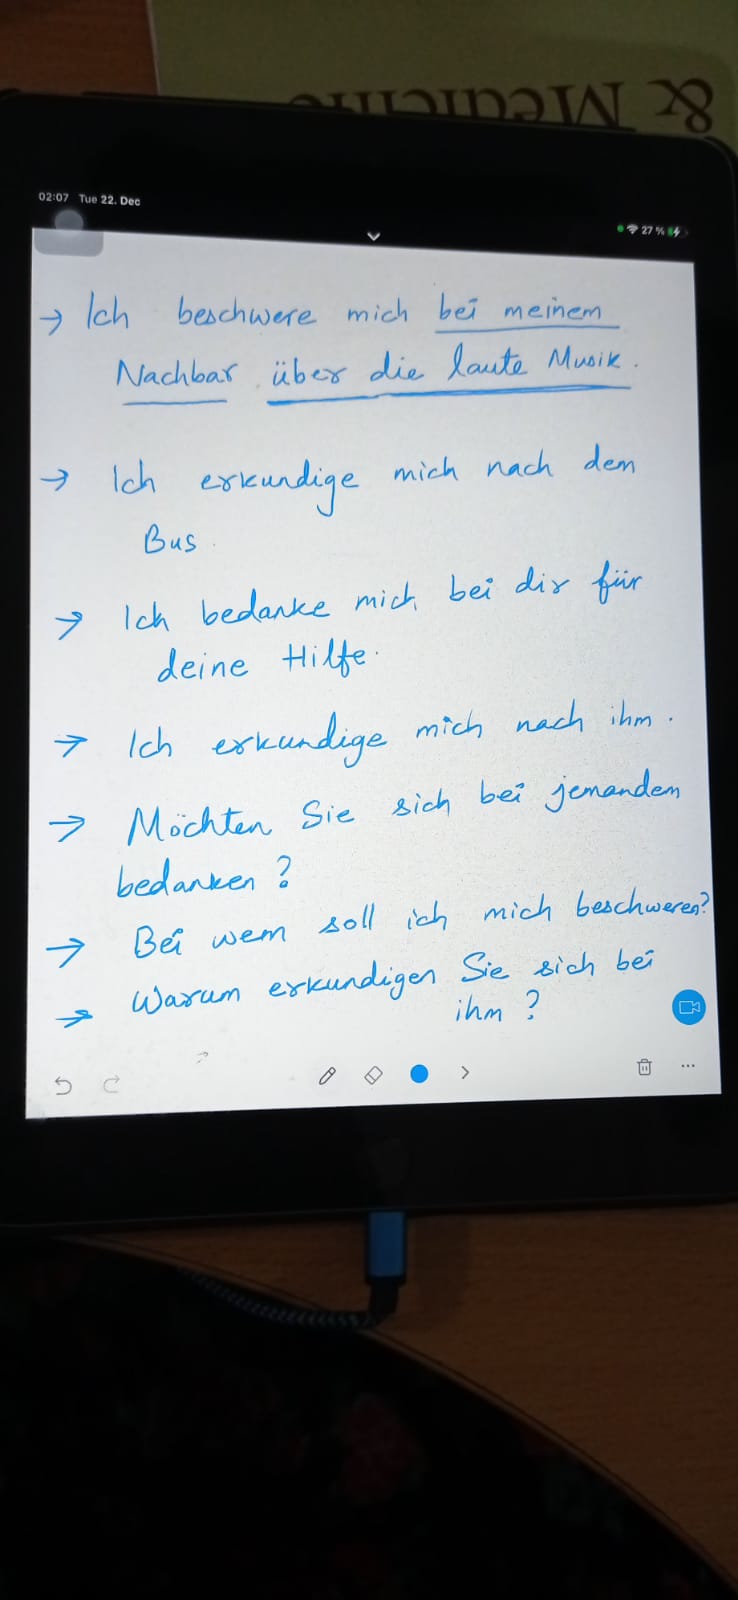 & Medicine
02:07 Tue 22. Dec
27 %
→ Ich beschwere mich bei meinem
Nachbar über die laute Musik.
→ Ich erkundige mich nach dem
Bus.
→ Ich bedanke mich bei dir für
deine Hilfe.
→ Ich erkundige mich nach ihm.
→ Möchten Sie sich bei jemandem
bedanken?
→ Bei wem soll ich mich beschweren?
→ Warum erkundigen Sie sich bei
ihm?